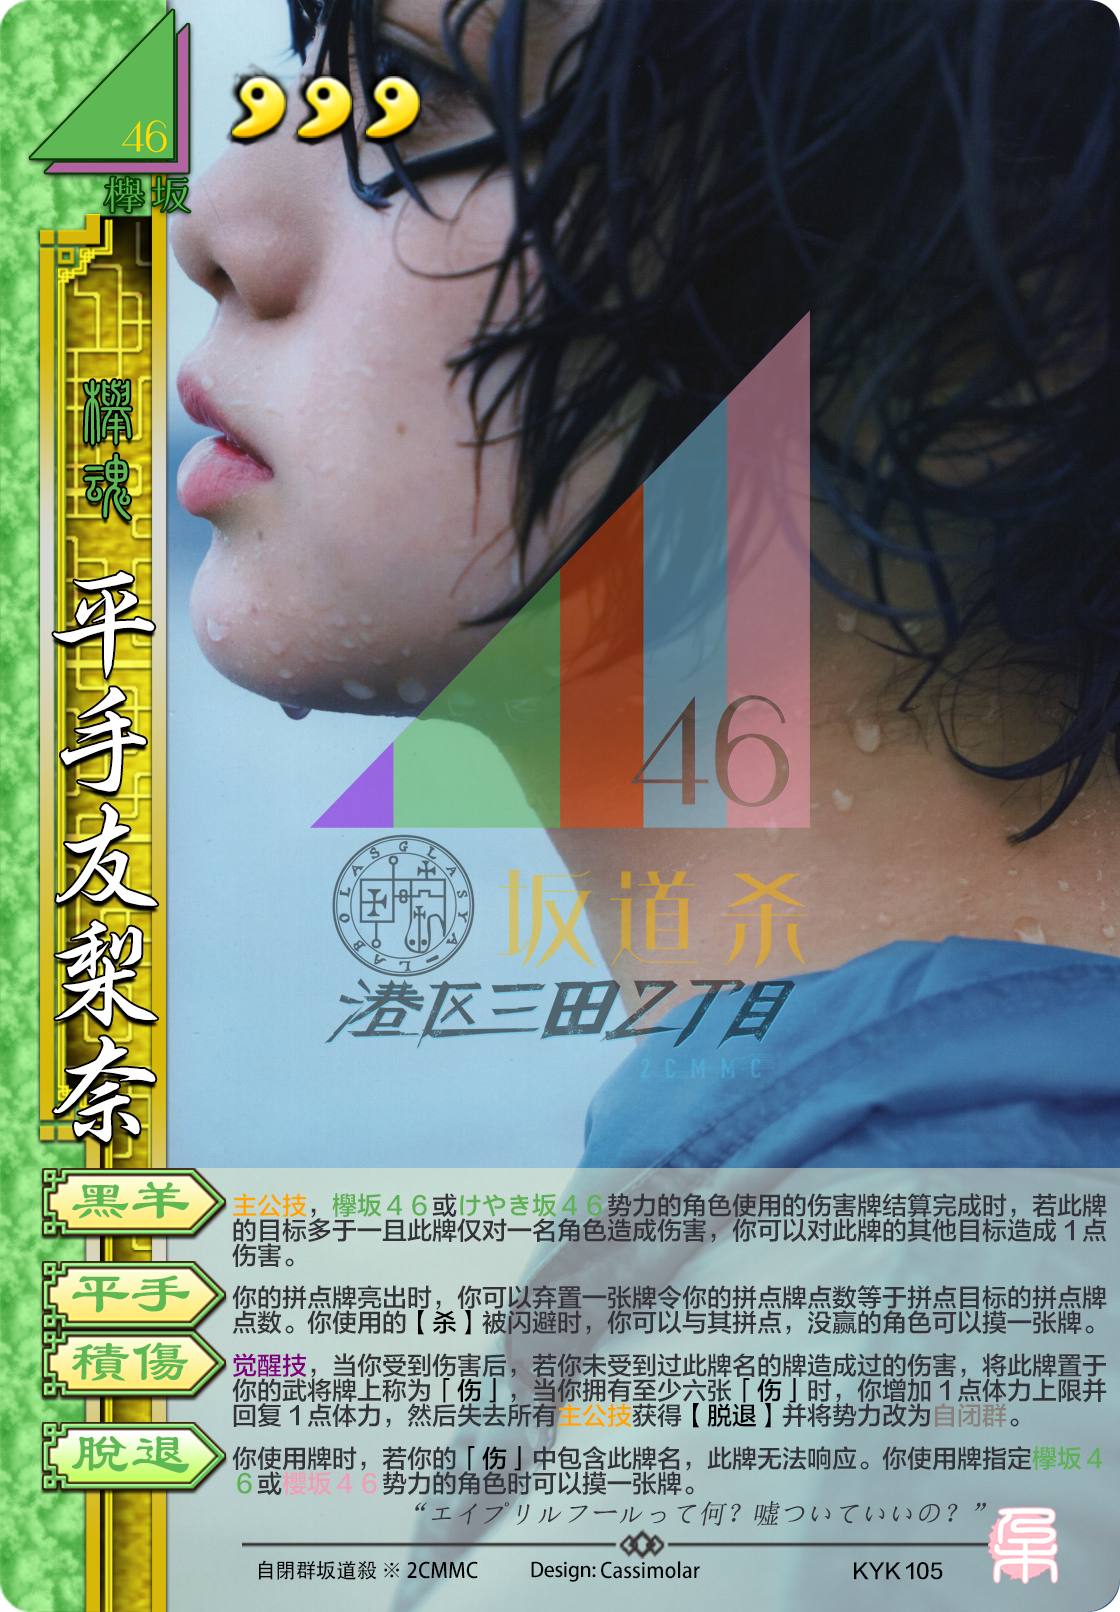 46
欅坂
欅魂
平手友梨奈
46
GLASYA-LABOLAS
坂道杀
港区三田2丁目
2CMMC
黑羊
主公技，欅坂４６或けやき坂４６势力的角色使用的伤害牌结算完成时，若此牌
的目标多于一且此牌仅对一名角色造成伤害，你可以对此牌的其他目标造成１点
伤害。
平手
你的拼点牌亮出时，你可以弃置一张牌令你的拼点牌点数等于拼点目标的拼点牌
点数。你使用的【杀】被闪避时，你可以与其拼点，没赢的角色可以摸一张牌。
積傷
觉醒技，当你受到伤害后，若你未受到过此牌名的牌造成过的伤害，将此牌置于
你的武将牌上称为「伤」，当你拥有至少六张「伤」时，你增加１点体力上限并
回复１点体力，然后失去所有主公技获得【脱退】并将势力改为自闭群。
脫退
你使用牌时，若你的「伤」中包含此牌名，此牌无法响应。你使用牌指定欅坂４
６或櫻坂４６势力的角色时可以摸一张牌。
“エイプリルフールって何？嘘ついていいの？”
自閉群坂道殺 ※ 2CMMC
Design: Cassimolar
KYK 105